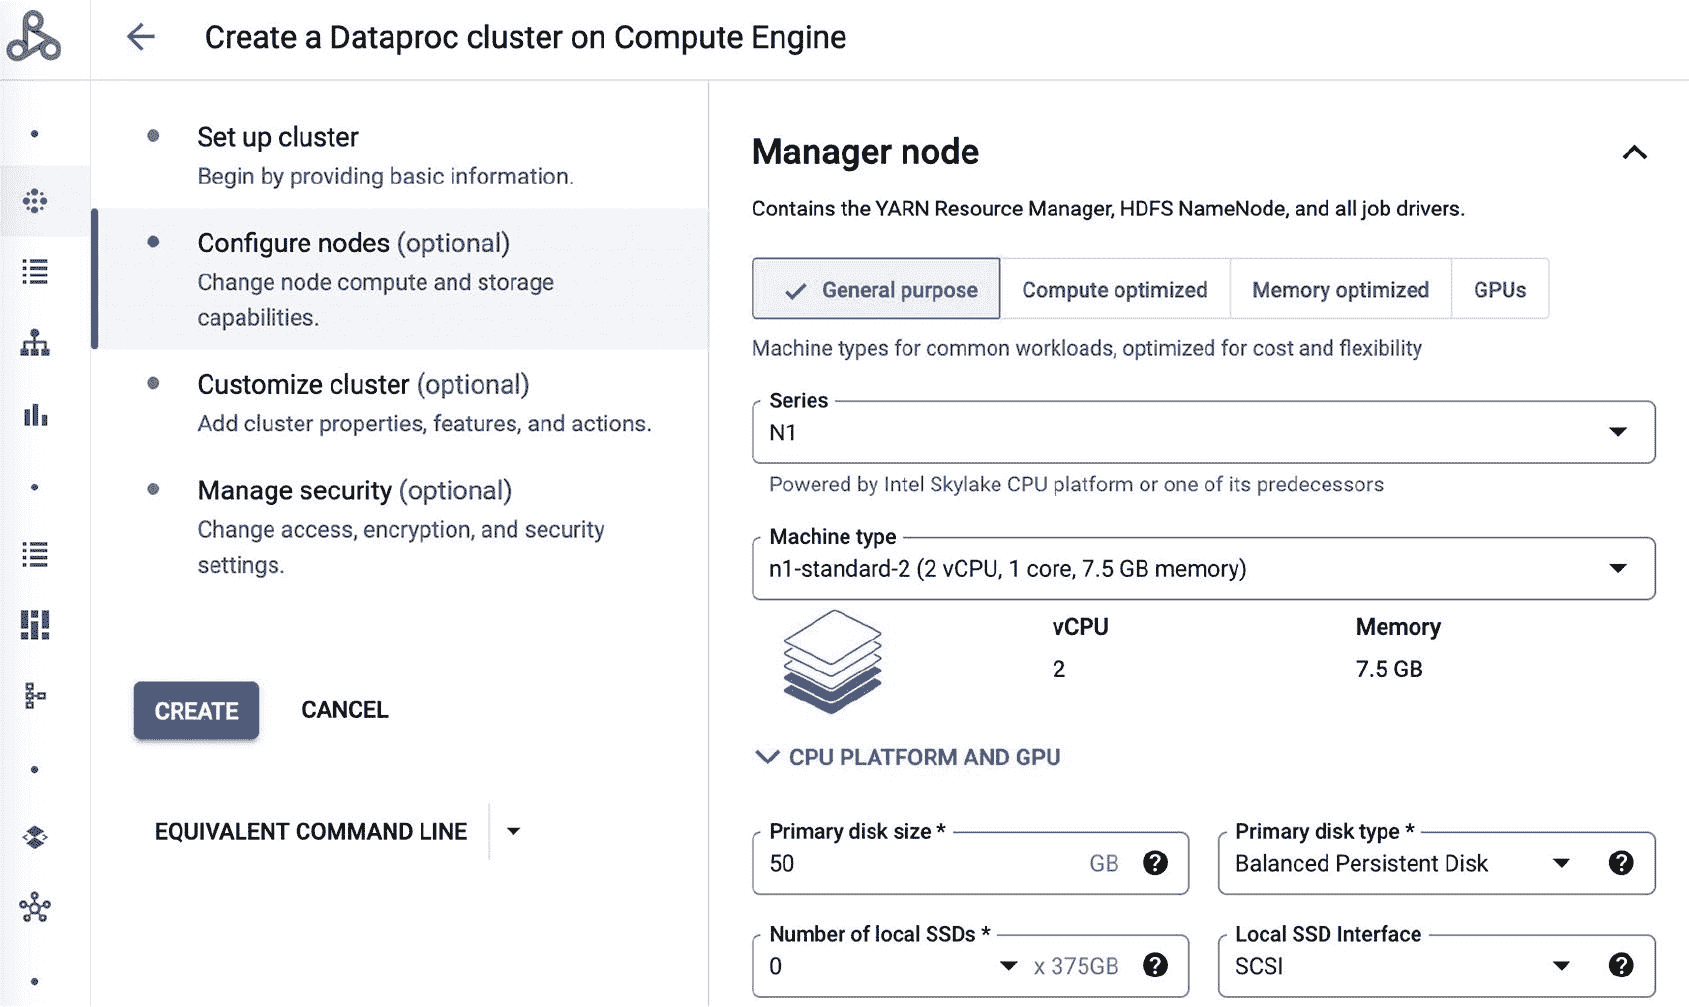 Create a Dataproc cluster on Compute Engine
Set up cluster
Begin by providing basic information.
Configure nodes (optional)
Change node compute and storage
capabilities.
Customize cluster (optional)
Add cluster properties, features, and actions.
Manage security (optional)
Change access, encryption, and security
settings.
CREATE
CANCEL
EQUIVALENT COMMAND LINE
Manager node
Contains the YARN Resource Manager, HDFS NameNode, and all job drivers.
General purpose
Compute optimized
Memory optimized
GPUs
Machine types for common workloads, optimized for cost and flexibility
Series
N1
Powered by Intel Skylake CPU platform or one of its predecessors
Machine type
n1-standard-2 (2 vCPU, 1 core, 7.5 GB memory)
vCPU
2
Memory
7.5 GB
CPU PLATFORM AND GPU
Primary disk size *
50 GB
Primary disk type *
Balanced Persistent Disk
Number of local SSDs *
0 x 375GB
Local SSD Interface
SCSI